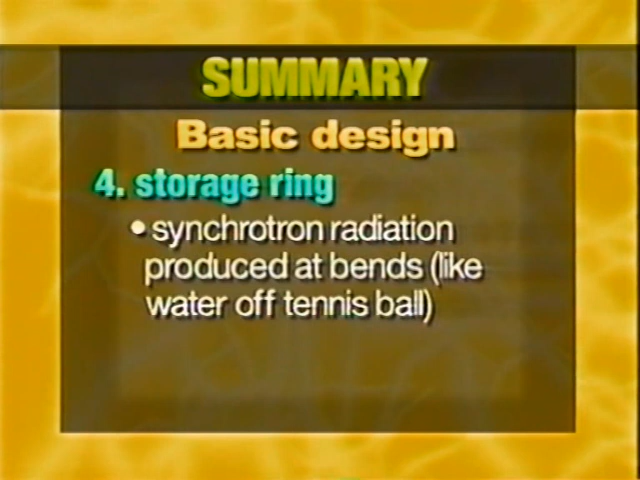 SUMMARY
Basic design
4. storage ring
• synchrotron radiation
produced at bends (like
water off tennis ball)